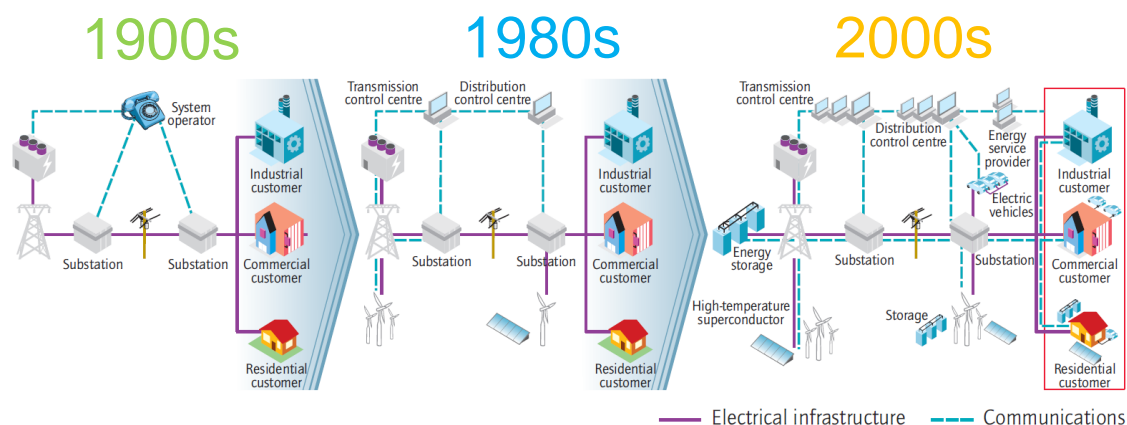 1900s
System
operator
Industrial
customer
Substation
Substation
Commercial
customer
Residential
customer
1980s
Transmission
control centre
Distribution
control centre
Industrial
customer
Substation
Substation
Commercial
customer
Residential
customer
2000s
Transmission
control centre
Distribution
control centre
Energy
service
provider
Electric
vehicles
Industrial
customer
Energy
storage
Substation
Substation
Commercial
customer
High-temperature
superconductor
Storage
Residential
customer
Electrical infrastructure
Communications